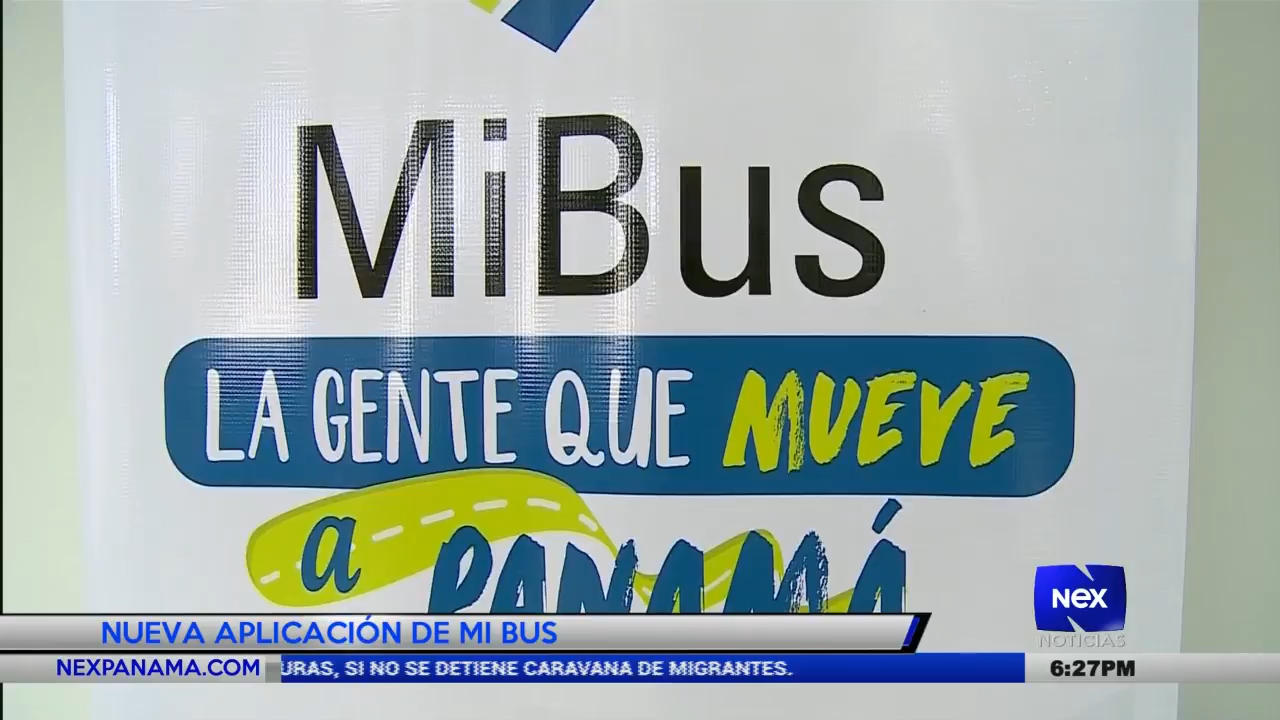 MiBus
LA GENTE QUE MUEVE
a PANAMÁ
NEX
NOTICIAS
NUEVA APLICACIÓN DE MI BUS
NEXPANAMA.COM
URAS, SI NO SE DETIENE CARAVANA DE MIGRANTES.
6:27PM